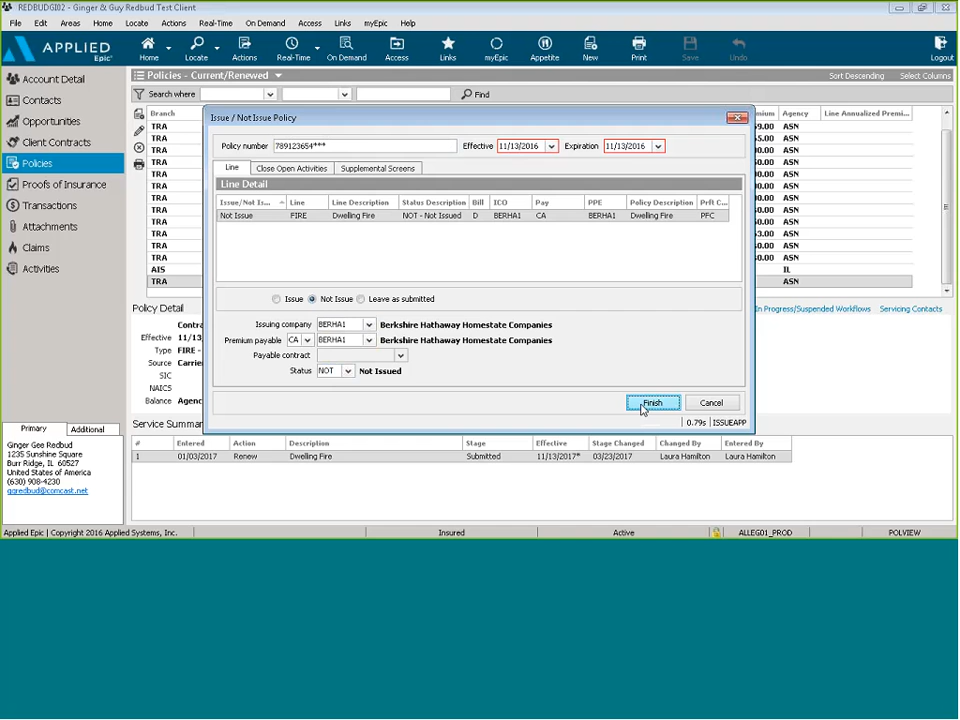 REDBUDGI02 - Ginger & Guy Redbud Test Client
File Edit Areas Home Locate Actions Real-Time On Demand Access Links myEpic Help
APPLIED Epic®
Home Locate Actions Real-Time On Demand Access Links myEpic Appetite New Print Save Undo Logout
Account Detail
Contacts
Opportunities
Client Contracts
Policies
Proofs of Insurance
Transactions
Attachments
Claims
Activities
Policies - Current/Renewed
Sort Descending Select Columns
Search where Find
Branch Agency Line Annualized Premi...
TRA ASN
TRA ASN
TRA ASN
TRA ASN
TRA ASN
TRA ASN
TRA ASN
TRA ASN
TRA ASN
TRA ASN
TRA ASN
TRA ASN
AIS IL
TRA ASN
Issue / Not Issue Policy
Policy number 789123654*** Effective 11/13/2016 Expiration 11/13/2016
Line Close Open Activities Supplemental Screens
Line Detail
Issue/Not Is... Line Line Description Status Description Bill ICO Pay PPE Policy Description Prft C...
Not Issue FIRE Dwelling Fire NOT - Not Issued D BERHA1 CA BERHA1 Dwelling Fire PFC
Issue Not Issue Leave as submitted
Issuing company BERHA1 Berkshire Hathaway Homestate Companies
Premium payable CA BERHA1 Berkshire Hathaway Homestate Companies
Payable contract
Status NOT Not Issued
Finish Cancel
0.79s ISSUEAPP
Policy Detail
In Progress/Suspended Workflows Servicing Contacts
Contra
Effective 11/13
Type FIRE -
Source Carrie
SIC
NAICS
Balance Agenc
Service Summar
# Entered Action Description Stage Effective Stage Changed Changed By Entered By
1 01/03/2017 Renew Dwelling Fire Submitted 11/13/2017* 03/23/2017 Laura Hamilton Laura Hamilton
Primary Additional
Ginger Gee Redbud
1235 Sunshine Square
Burr Ridge, IL 60527
United States of America
(630) 908-4230
ggredbud@comcast.net
Applied Epic | Copyright 2016 Applied Systems, Inc. Insured Active ALLEG01_PROD POLVIEW